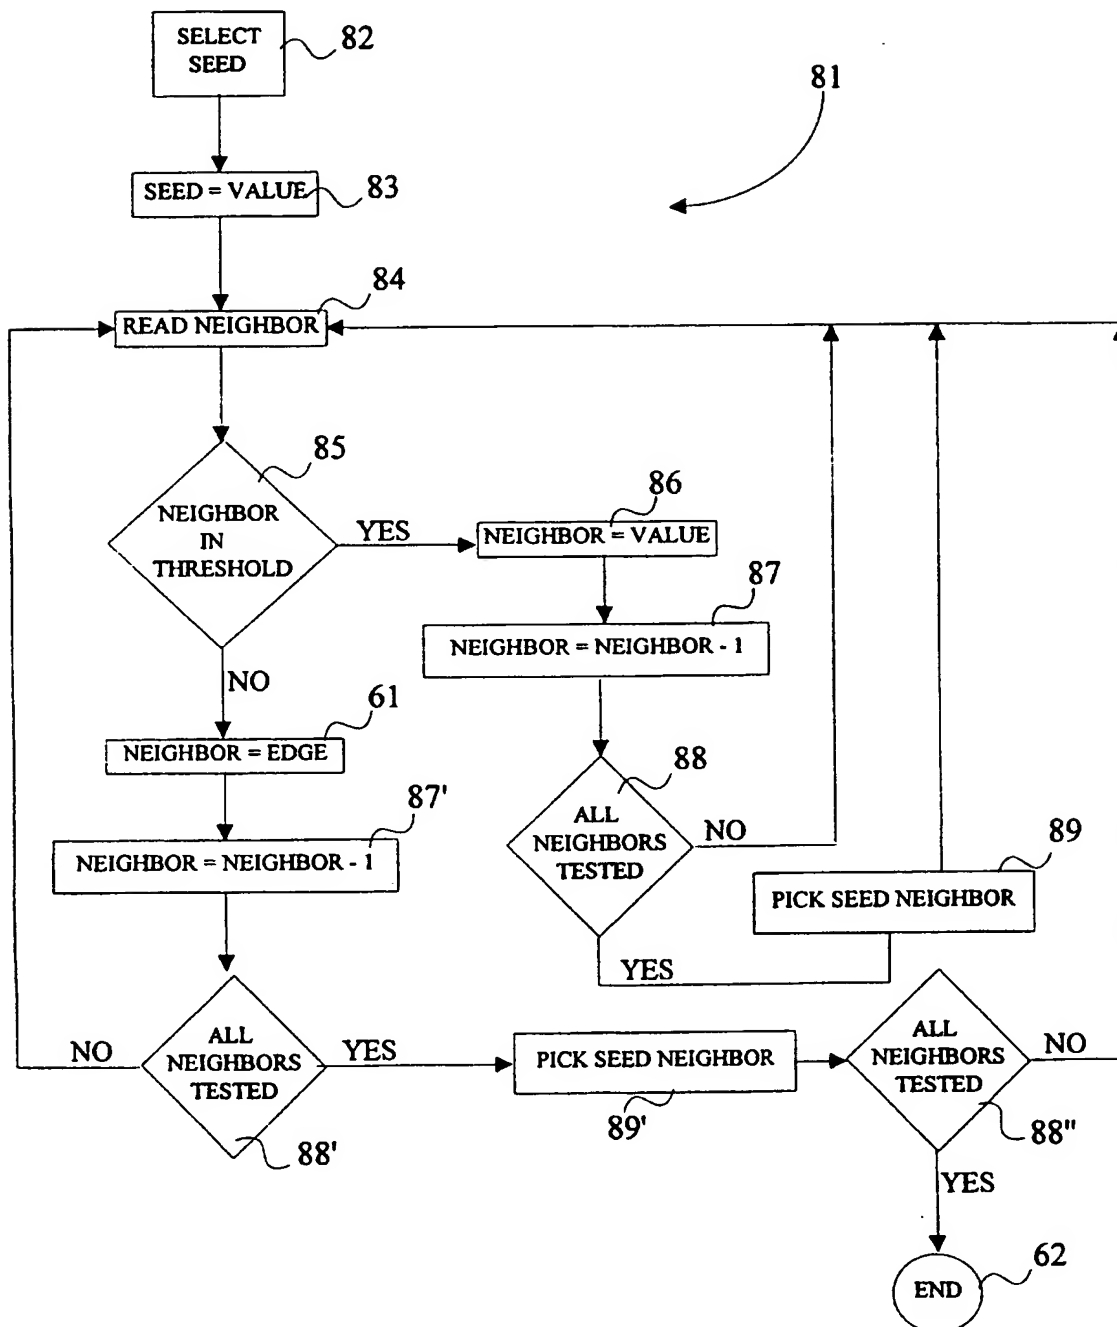 SELECT
SEED
82
81
SEED = VALUE
83
84
READ NEIGHBOR
85
NEIGHBOR
IN
THRESHOLD
YES
86
NEIGHBOR = VALUE
87
NEIGHBOR = NEIGHBOR - 1
NO
61
NEIGHBOR = EDGE
88
ALL
NEIGHBORS
TESTED
NO
87'
NEIGHBOR = NEIGHBOR - 1
89
PICK SEED NEIGHBOR
YES
NO
ALL
NEIGHBORS
TESTED
YES
88'
PICK SEED NEIGHBOR
89'
ALL
NEIGHBORS
TESTED
NO
88"
YES
END
62